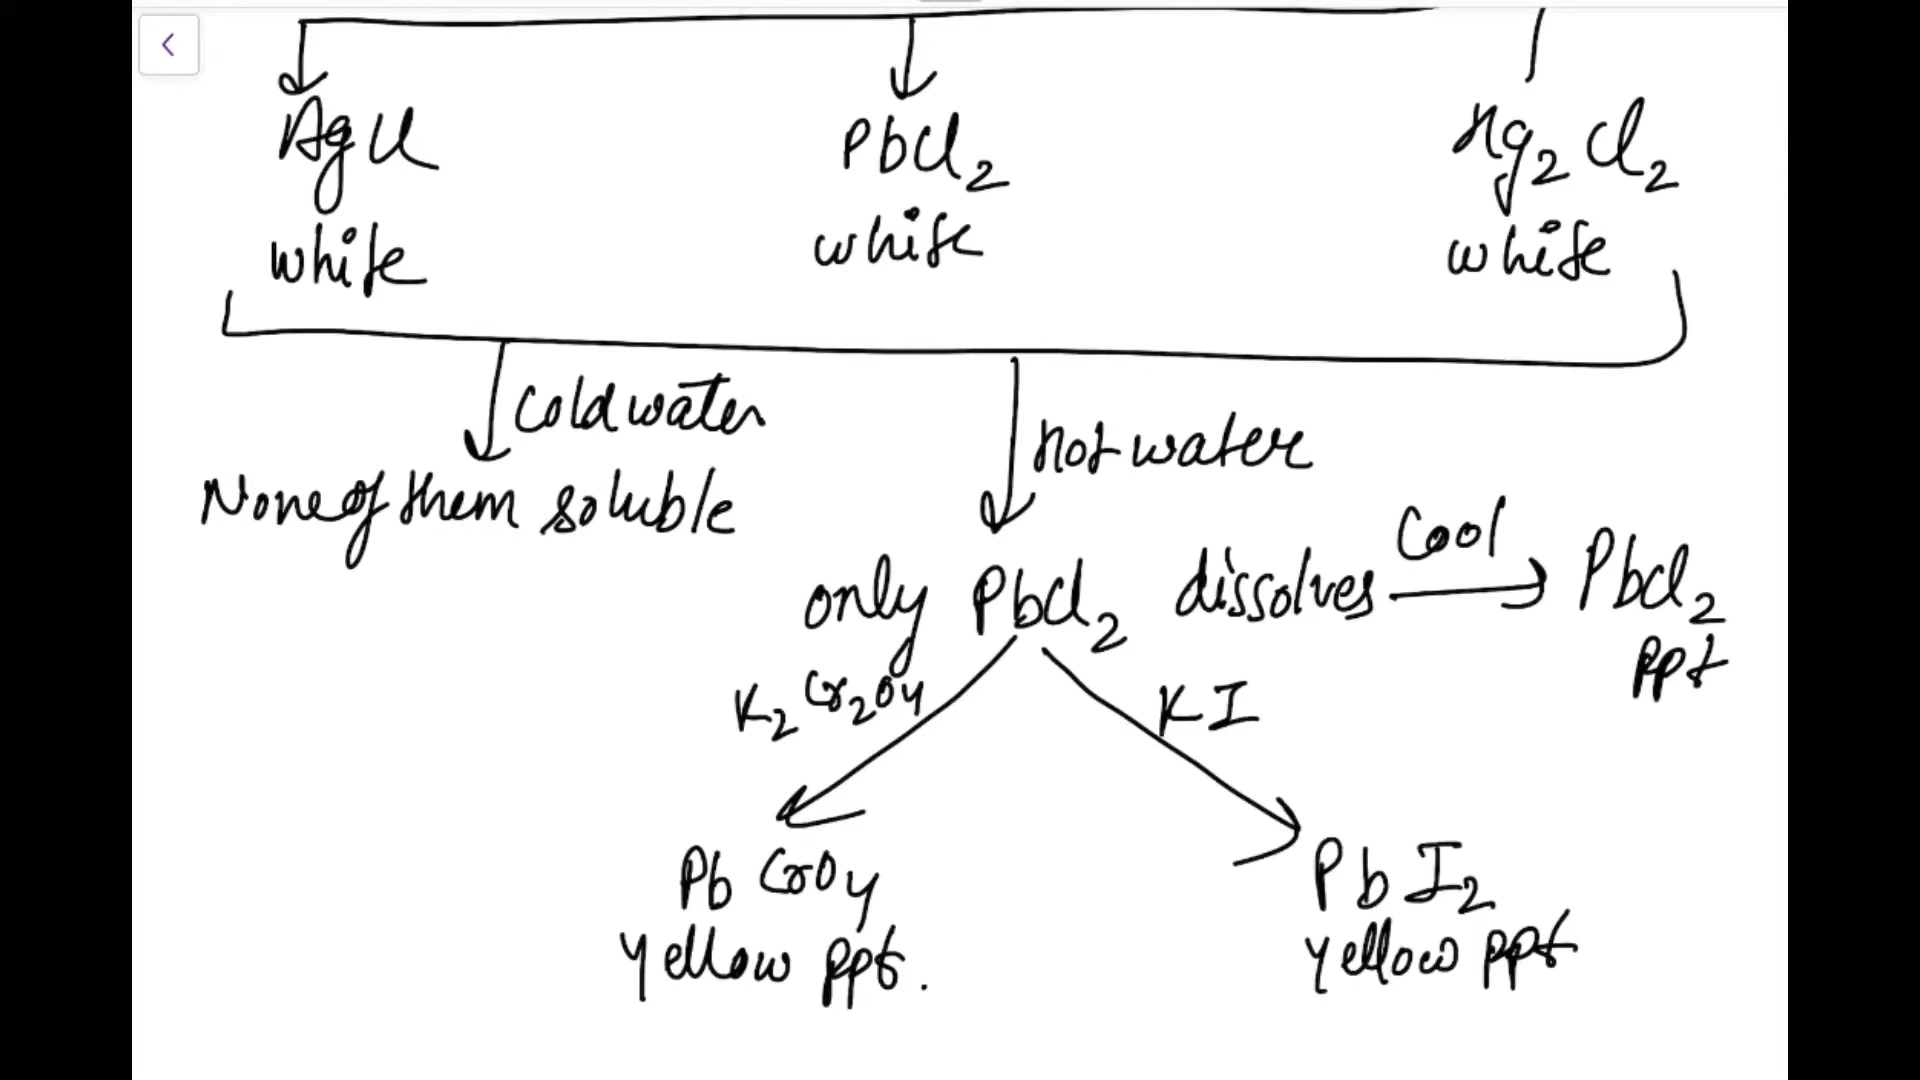 AgCl PbCl2 Hg2Cl2
white white white
Cold water Hot water
None of them soluble
only PbCl2 dissolves Cool PbCl2
ppt
K2Cr2O4 KI
PbCrO4 PbI2
yellow ppt. yellow ppt